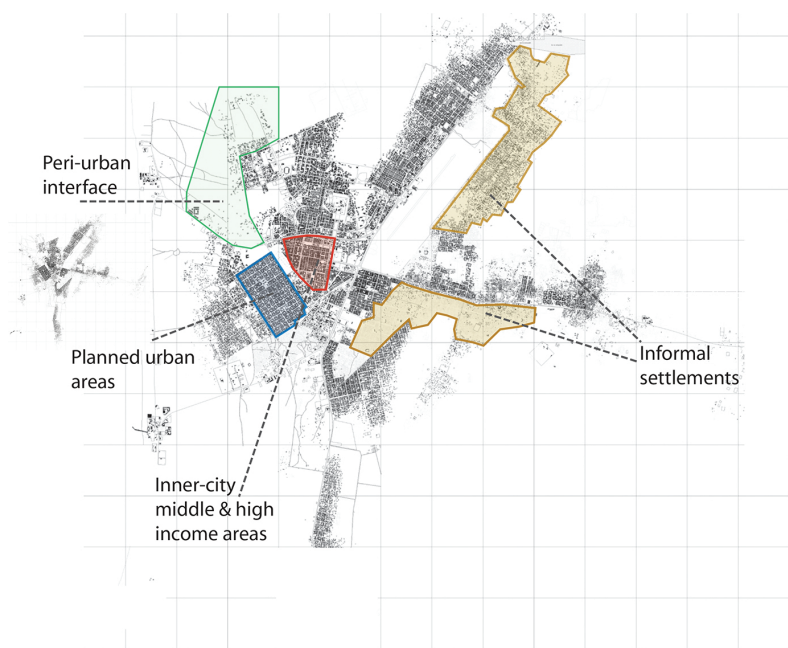 Peri-urban
interface
Planned urban
areas
Informal
settlements
Inner-city
middle & high
income areas